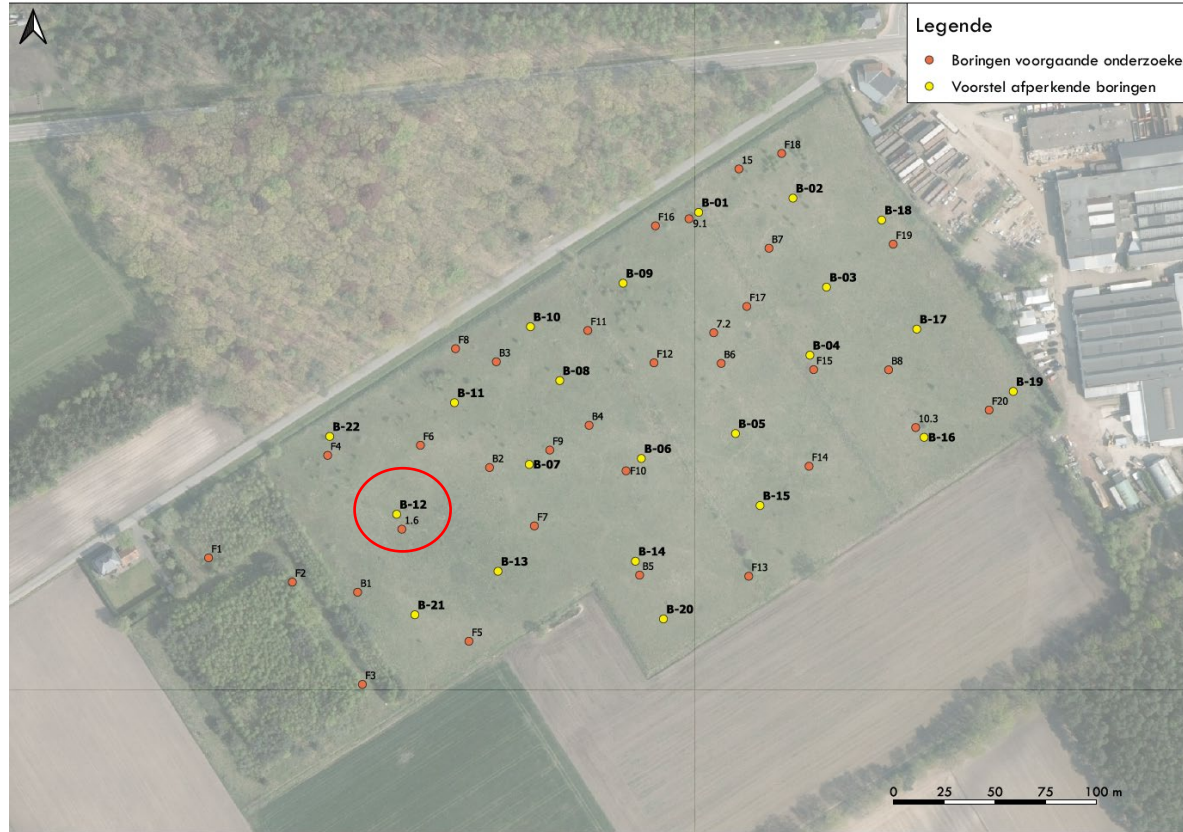 Legende
Boringen voorgaande onderzoeke
Voorstel afperkende boringen
F18
15
B-02
B-01
B-18
9.1
F16
F19
B7
B-09
B-03
F17
B-10
B-17
F11
7.2
F8
B-04
B3
F12
B6
F15
B8
B-08
B-19
B-11
F20
B4
10.3
B-22
B-05
B-16
F6
F4
F9
B-06
B2
B-07
F10
F14
B-12
B-15
1.6
F7
F1
B-14
B-13
B5
F13
F2
B1
B-21
B-20
F5
F3
0 25 50 75 100 m